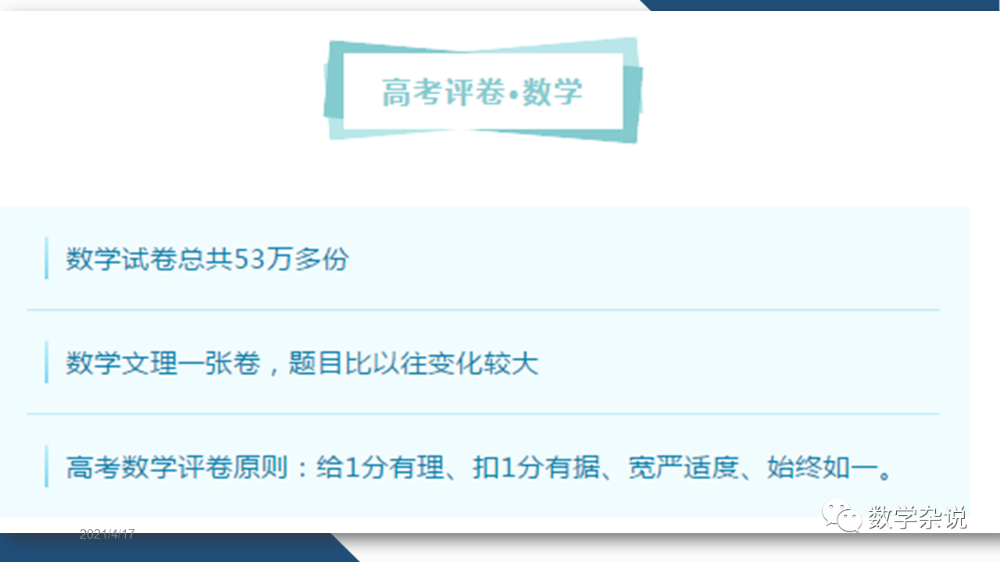 高考评卷•数学
数学试卷总共53万多份
数学文理一张卷，题目比以往变化较大
高考数学评卷原则：给1分有理、扣1分有据、宽严适度、始终如一。
数学杂说
2021/4/17